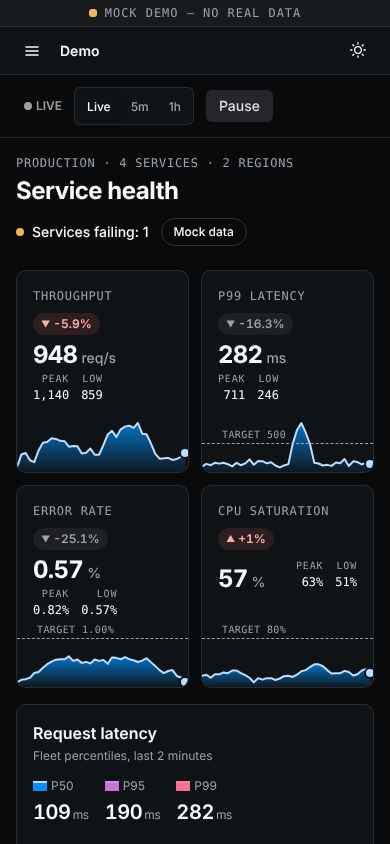 MOCK DEMO — NO REAL DATA
Demo
LIVE
Live 5m 1h
Pause
PRODUCTION · 4 SERVICES · 2 REGIONS
Service health
Services failing: 1
Mock data
THROUGHPUT
▼ -5.9%
948 req/s
PEAK LOW
1,140 859
P99 LATENCY
▼ -16.3%
282 ms
PEAK LOW
711 246
TARGET 500
ERROR RATE
▼ -25.1%
0.57 %
PEAK LOW
0.82% 0.57%
TARGET 1.00%
CPU SATURATION
▲ +1%
57 %
PEAK LOW
63% 51%
TARGET 80%
Request latency
Fleet percentiles, last 2 minutes
P50 P95 P99
109 ms 190 ms 282 ms